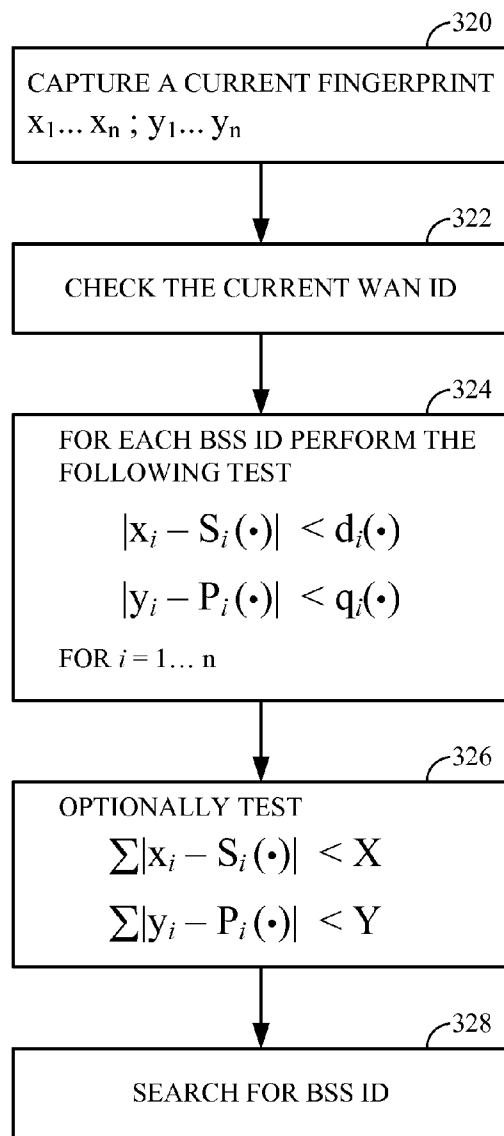 320
CAPTURE A CURRENT FINGERPRINT
x₁... xₙ ; y₁... yₙ
322
CHECK THE CURRENT WAN ID
324
FOR EACH BSS ID PERFORM THE
FOLLOWING TEST
|xᵢ – Sᵢ(•)| < dᵢ(•)
|yᵢ – Pᵢ(•)| < qᵢ(•)
FOR i = 1... n
326
OPTIONALLY TEST
∑|xᵢ – Sᵢ(•)| < X
∑|yᵢ – Pᵢ(•)| < Y
328
SEARCH FOR BSS ID